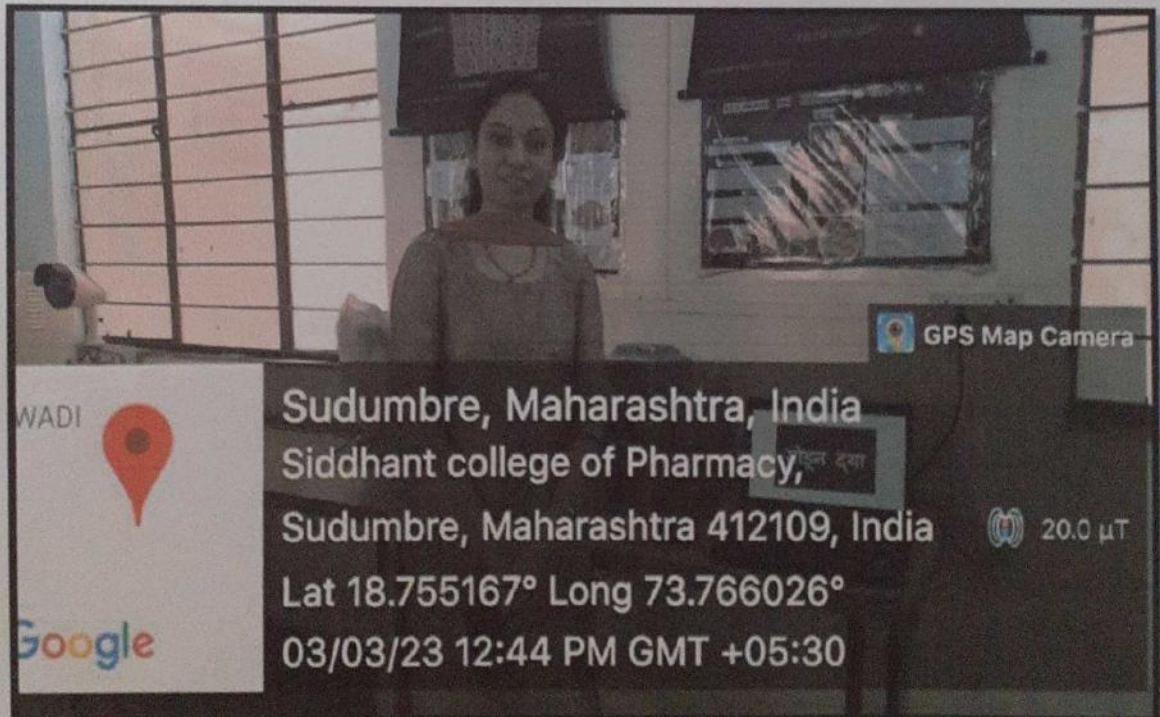 GPS Map Camera
WADI
Google
Sudumbre, Maharashtra, India
Siddhant college of Pharmacy,
Sudumbre, Maharashtra 412109, India
20.0 µT
Lat 18.755167° Long 73.766026°
03/03/23 12:44 PM GMT +05:30